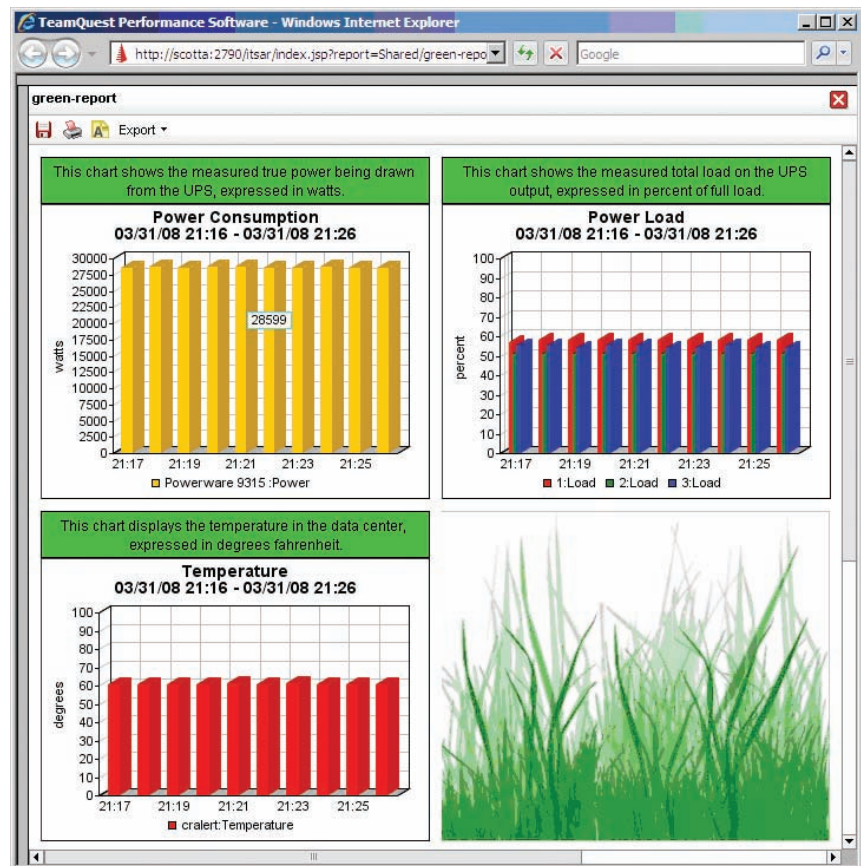 TeamQuest Performance Software - Windows Internet Explorer
http://scotta:2790/itsar/index.jsp?report=Shared/green-repo
Google
green-report
Export
This chart shows the measured true power being drawn
from the UPS, expressed in watts.
Power Consumption
03/31/08 21:16 - 03/31/08 21:26
30000
27500
25000
22500
20000
17500
15000
12500
10000
7500
5000
2500
0
watts
28599
21:17 21:19 21:21 21:23 21:25
Powerware 9315 :Power
This chart shows the measured total load on the UPS
output, expressed in percent of full load.
Power Load
03/31/08 21:16 - 03/31/08 21:26
100
90
80
70
60
50
40
30
20
10
0
percent
21:17 21:19 21:21 21:23 21:25
1:Load 2:Load 3:Load
This chart displays the temperature in the data center,
expressed in degrees fahrenheit.
Temperature
03/31/08 21:16 - 03/31/08 21:26
100
90
80
70
60
50
40
30
20
10
0
degrees
21:17 21:19 21:21 21:23 21:25
cralert:Temperature